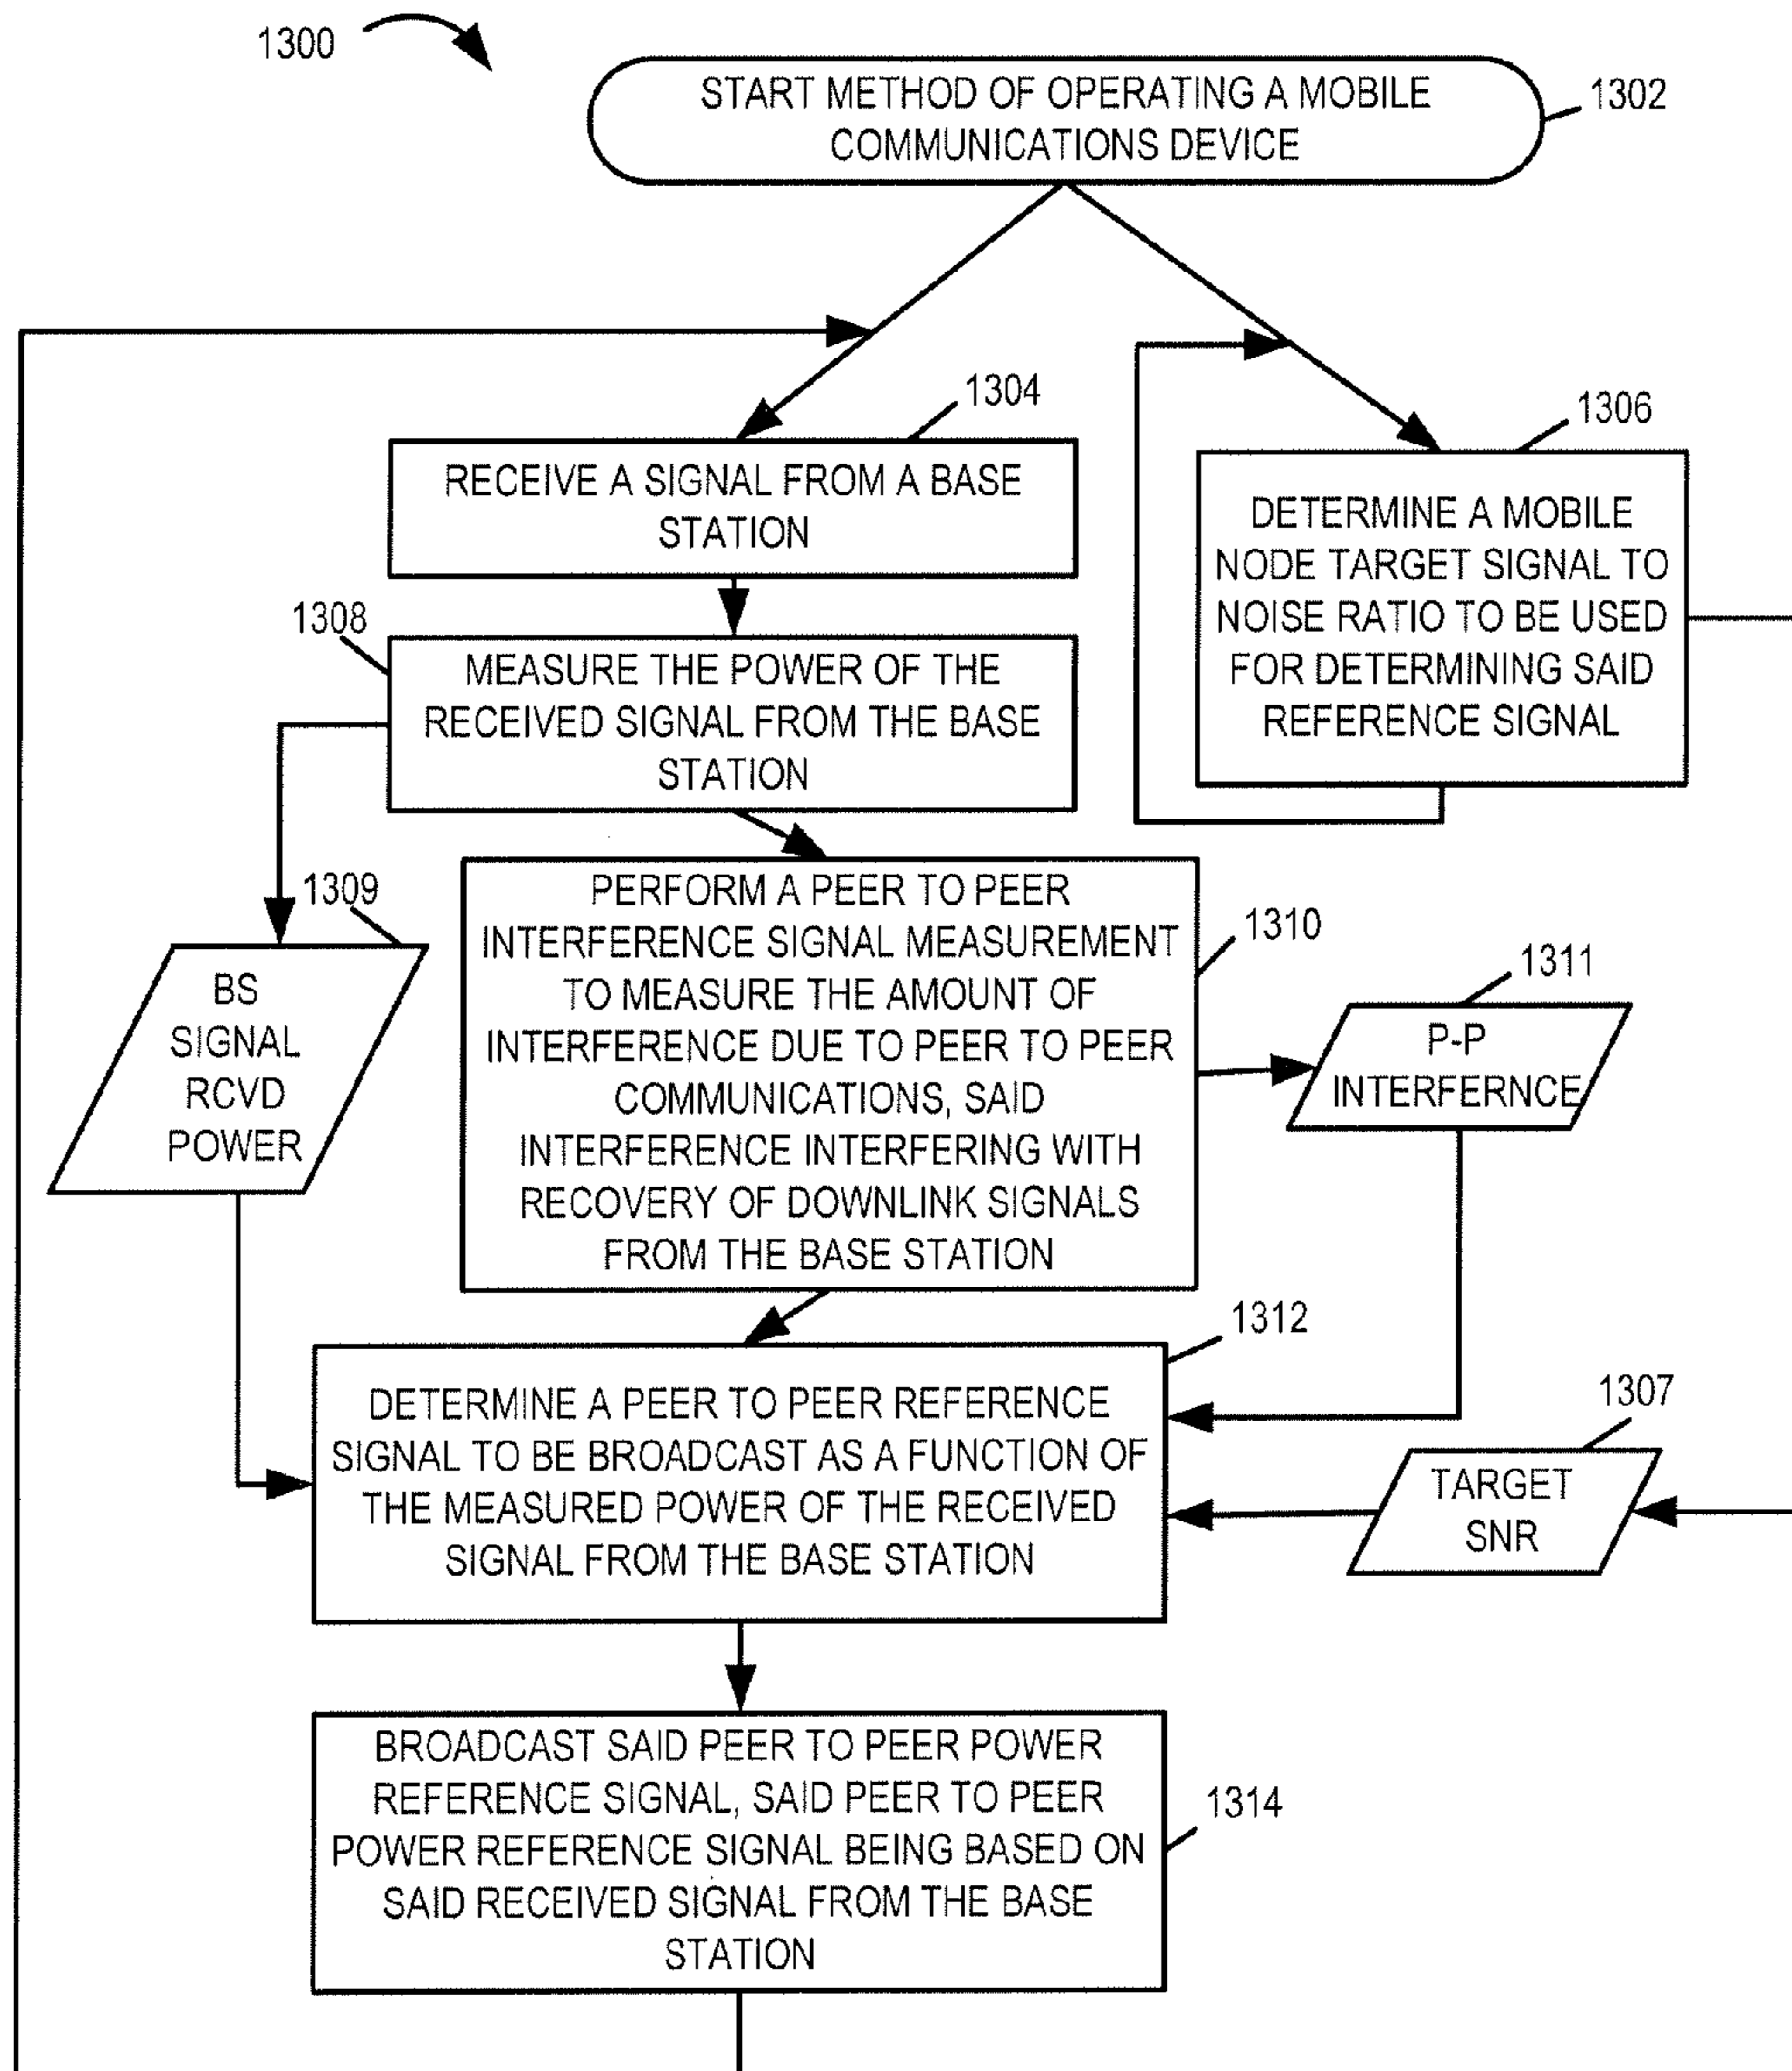 1300
START METHOD OF OPERATING A MOBILE
COMMUNICATIONS DEVICE
1302
1304
RECEIVE A SIGNAL FROM A BASE
STATION
1306
DETERMINE A MOBILE
NODE TARGET SIGNAL TO
NOISE RATIO TO BE USED
FOR DETERMINING SAID
REFERENCE SIGNAL
1308
MEASURE THE POWER OF THE
RECEIVED SIGNAL FROM THE BASE
STATION
1309
BS
SIGNAL
RCVD
POWER
PERFORM A PEER TO PEER
INTERFERENCE SIGNAL MEASUREMENT
TO MEASURE THE AMOUNT OF
INTERFERENCE DUE TO PEER TO PEER
COMMUNICATIONS, SAID
INTERFERENCE INTERFERING WITH
RECOVERY OF DOWNLINK SIGNALS
FROM THE BASE STATION
1310
1311
P-P
INTERFERNCE
1312
DETERMINE A PEER TO PEER REFERENCE
SIGNAL TO BE BROADCAST AS A FUNCTION OF
THE MEASURED POWER OF THE RECEIVED
SIGNAL FROM THE BASE STATION
1307
TARGET
SNR
BROADCAST SAID PEER TO PEER POWER
REFERENCE SIGNAL, SAID PEER TO PEER
POWER REFERENCE SIGNAL BEING BASED ON
SAID RECEIVED SIGNAL FROM THE BASE
STATION
1314